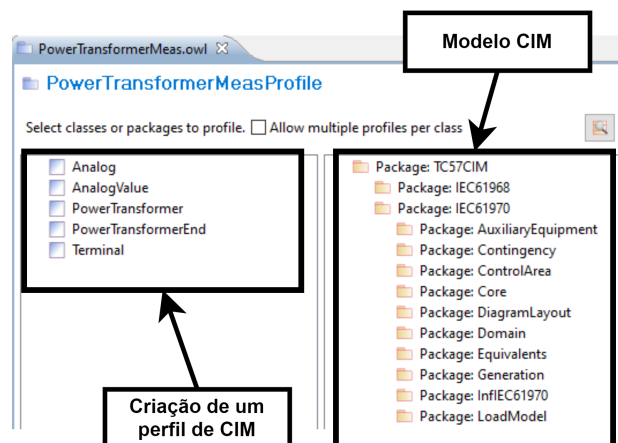 PowerTransformerMeas.owl
Modelo CIM
PowerTransformerMeasProfile
Select classes or packages to profile. Allow multiple profiles per class
Analog
AnalogValue
PowerTransformer
PowerTransformerEnd
Terminal
Package: TC57CIM
Package: IEC61968
Package: IEC61970
Package: AuxiliaryEquipment
Package: Contingency
Package: ControlArea
Package: Core
Package: DiagramLayout
Package: Domain
Package: Equivalents
Package: Generation
Package: InfIEC61970
Package: LoadModel
Criação de um
perfil de CIM